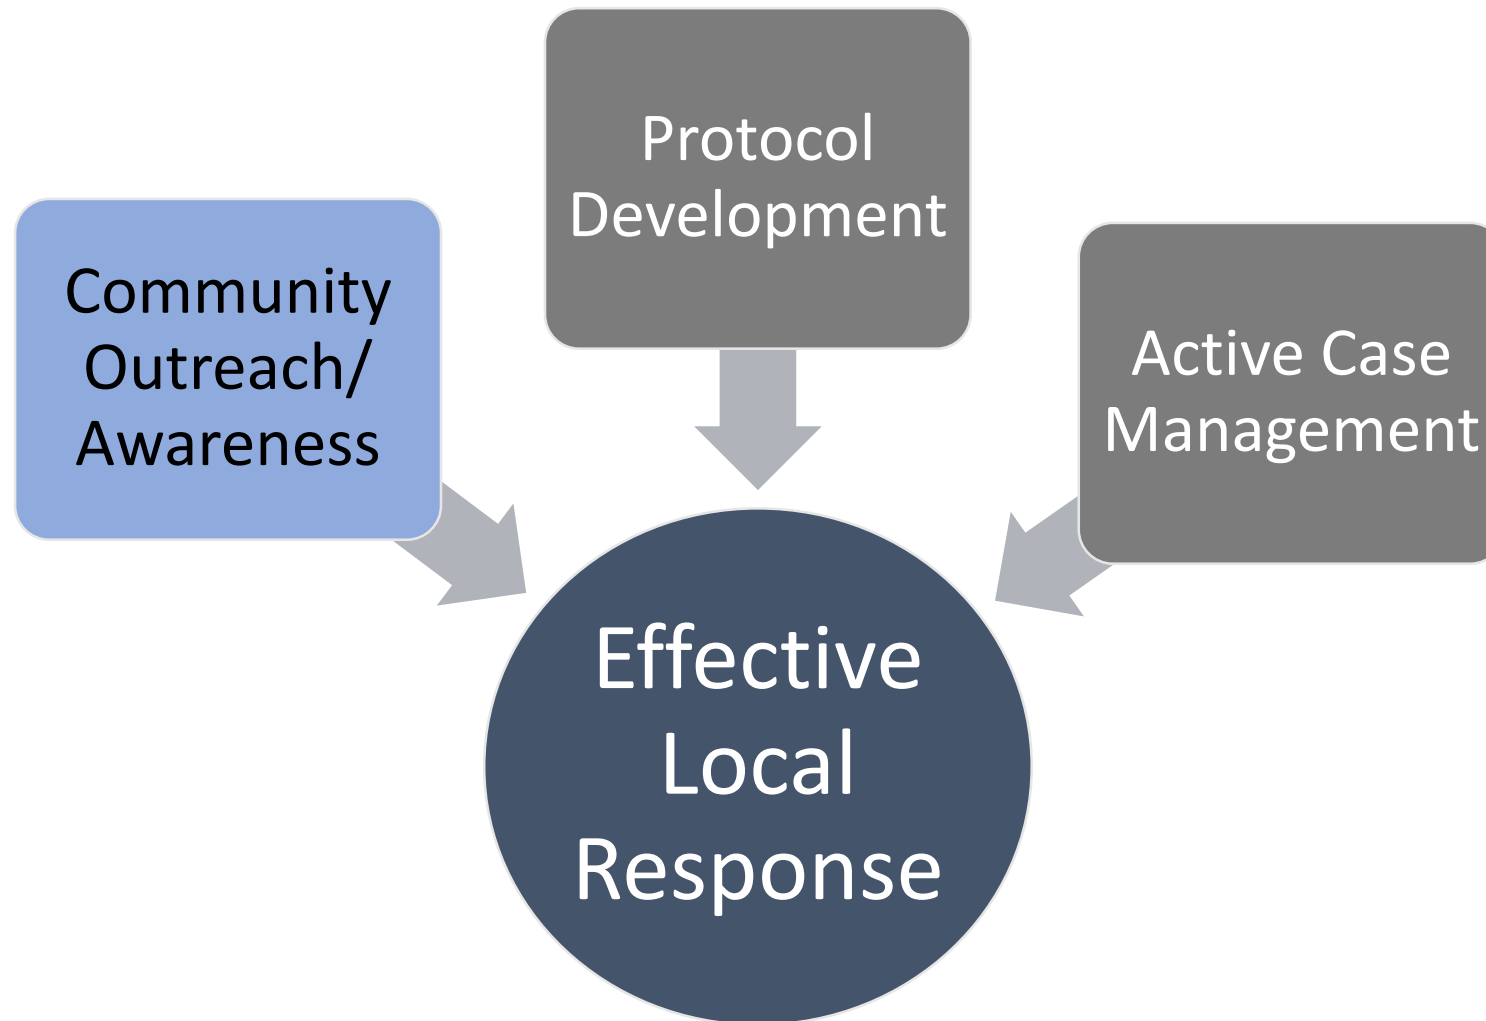 Protocol
Development
Community
Outreach/
Awareness
Active Case
Management
Effective
Local
Response